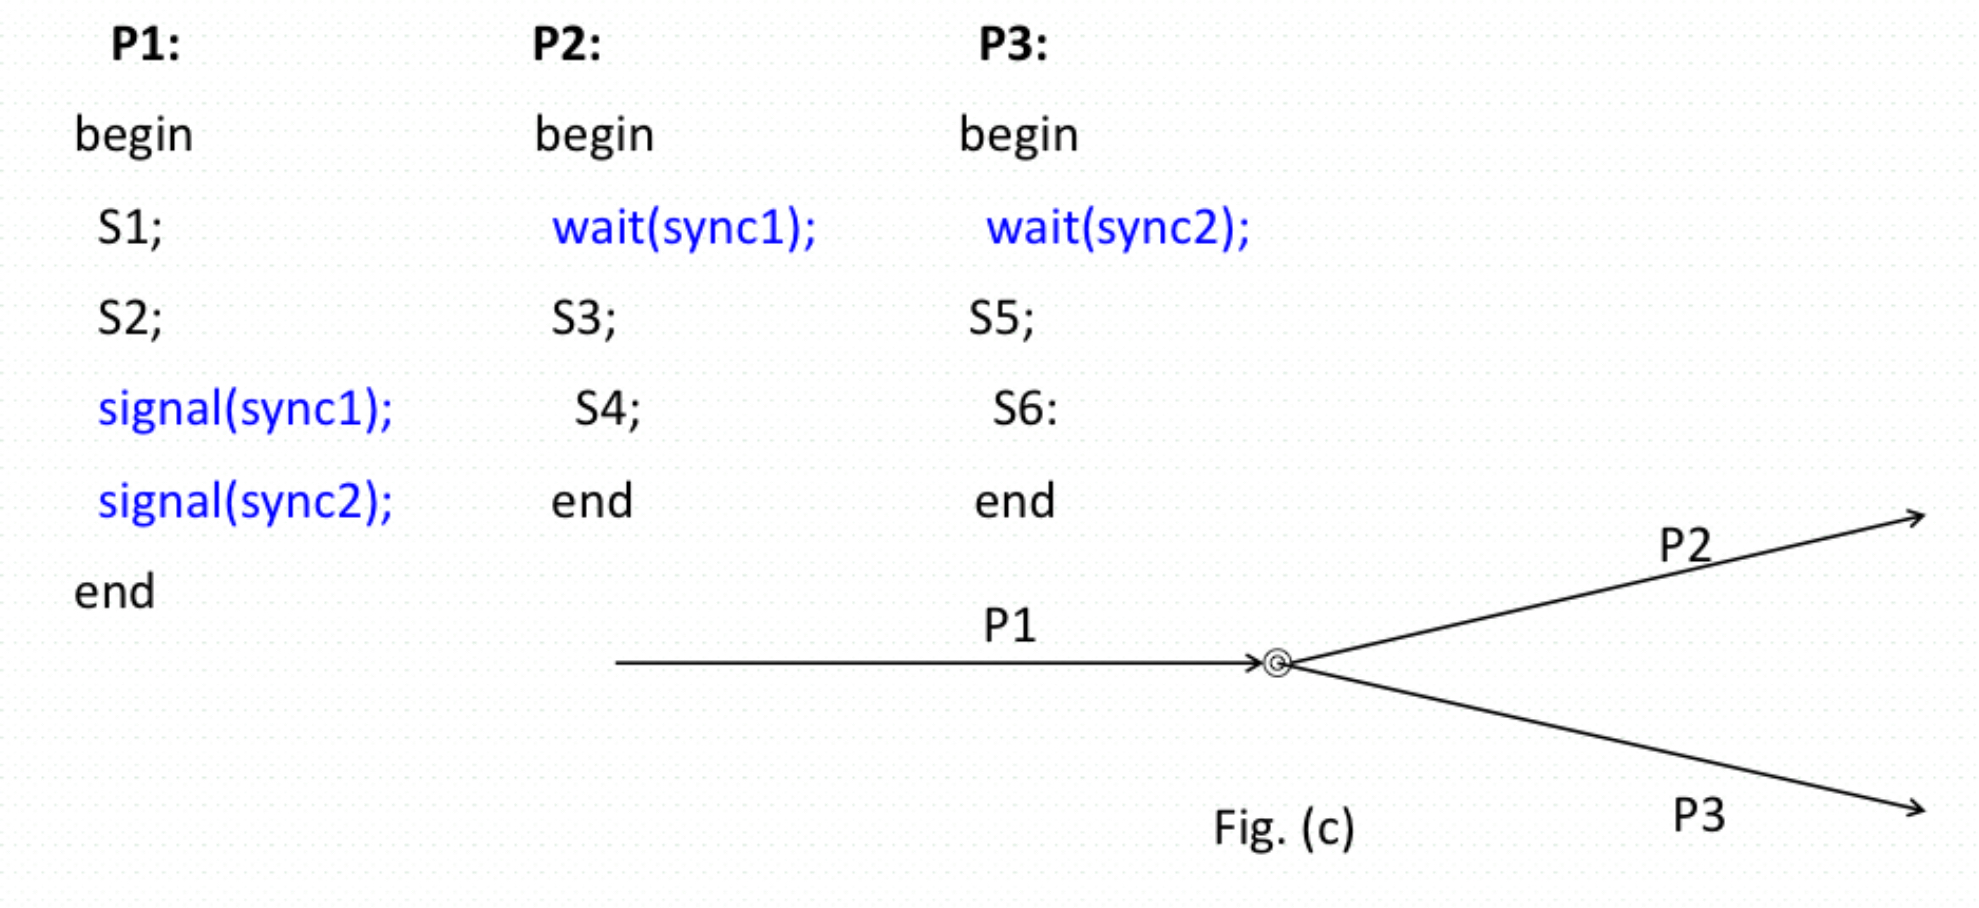 P1: P2: P3:
begin begin begin
S1; wait(sync1); wait(sync2);
S2; S3; S5;
signal(sync1); S4; S6:
signal(sync2); end end
end
P2
P1
P3
Fig. (c)